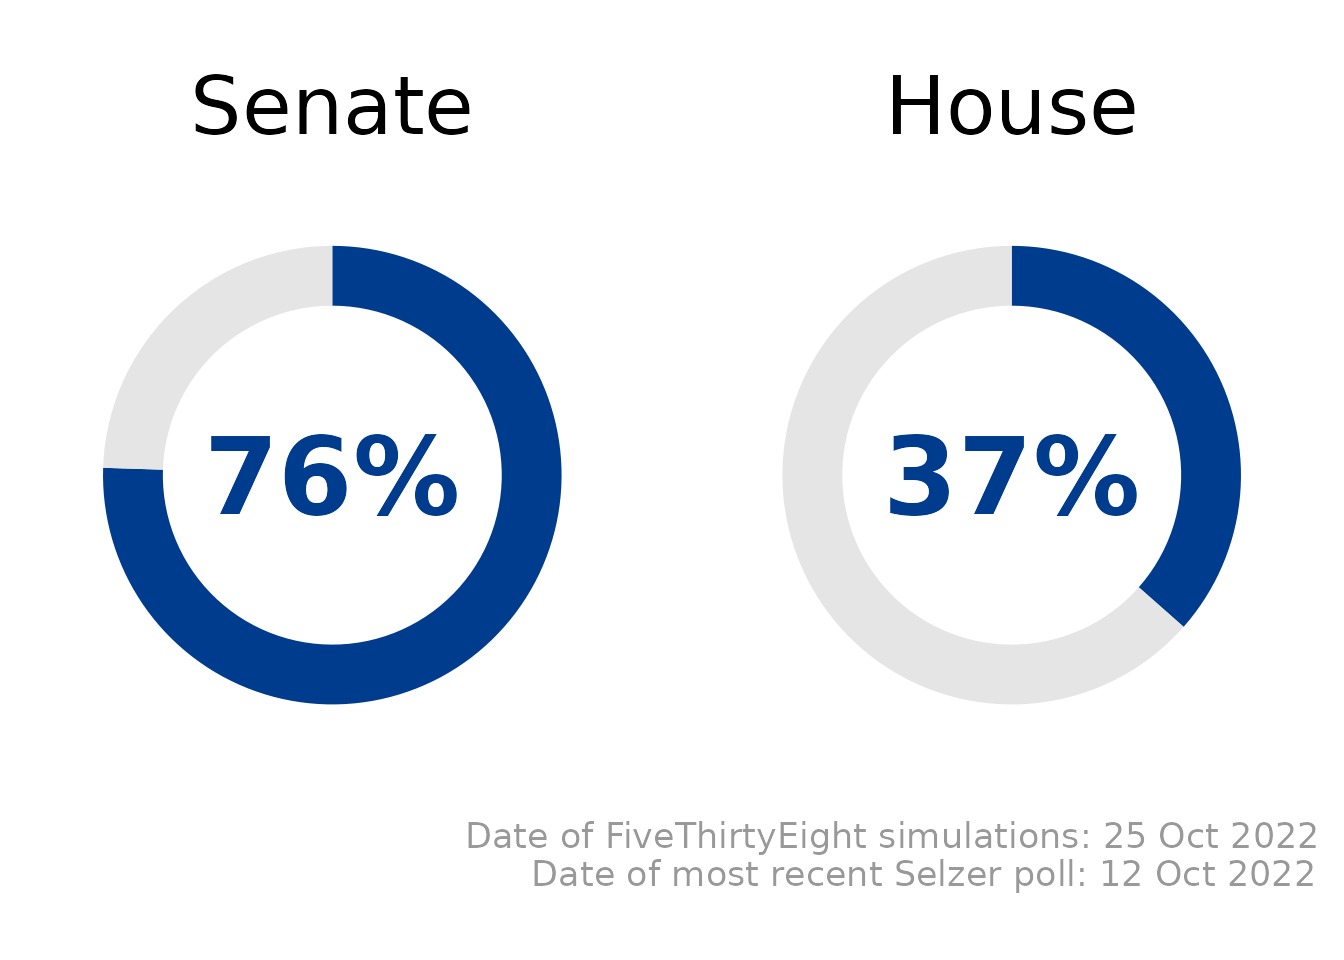 Senate
House
76%
37%
Date of FiveThirtyEight simulations: 25 Oct 2022
Date of most recent Selzer poll: 12 Oct 2022